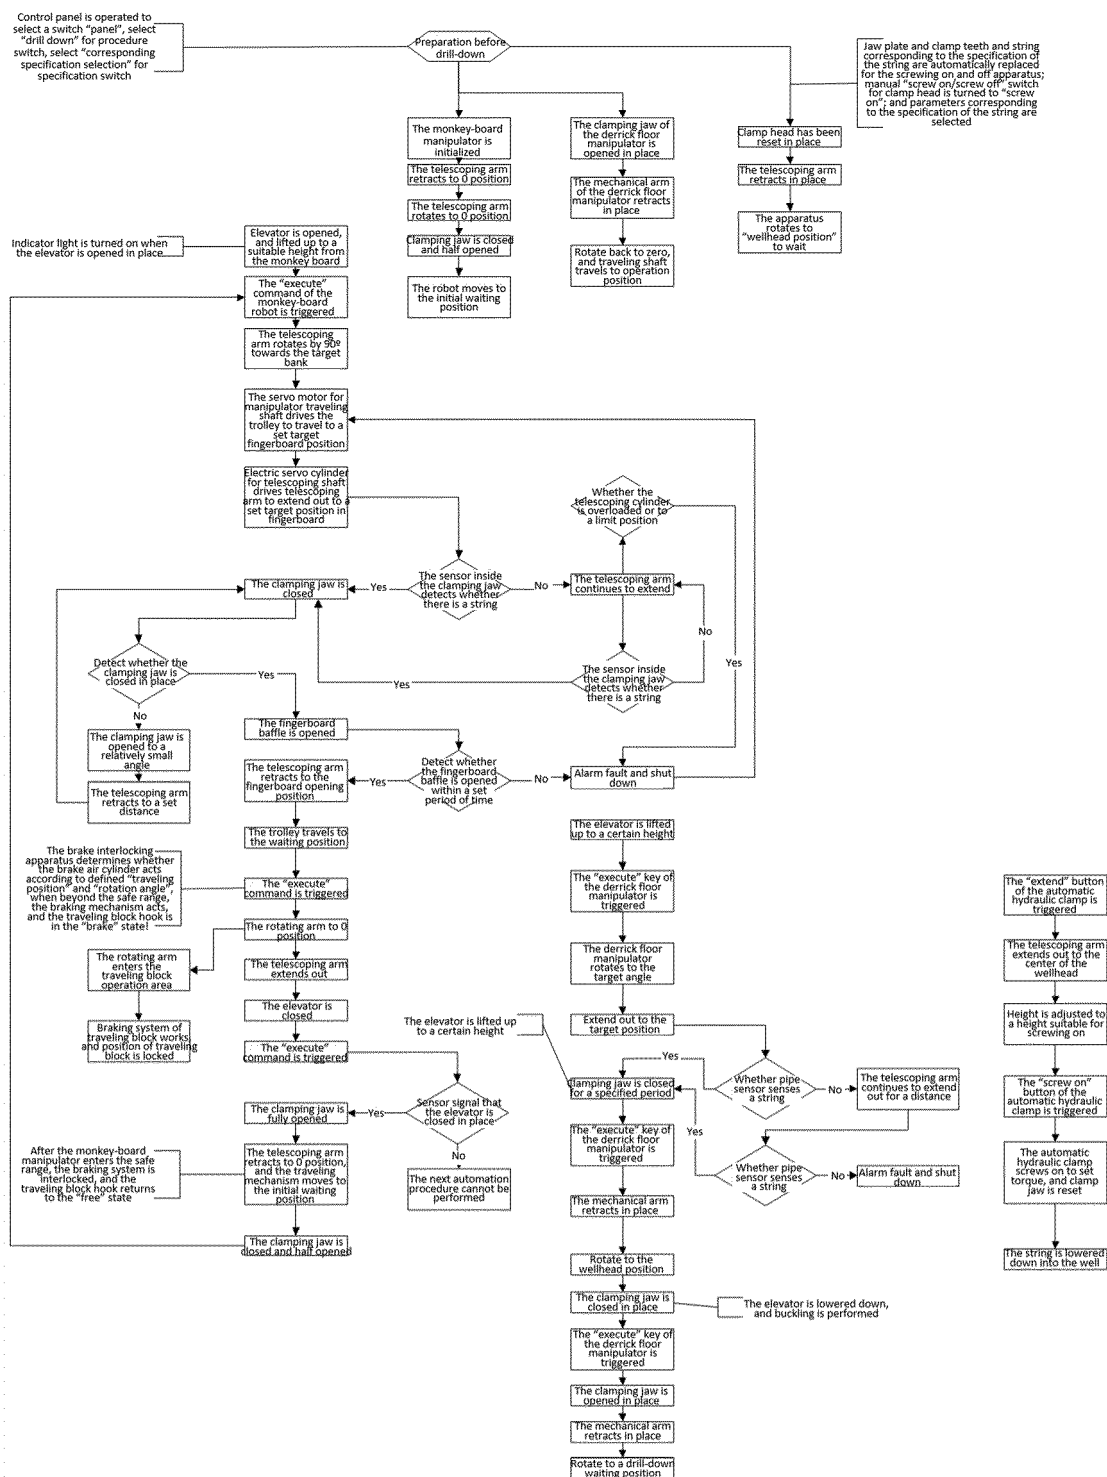 Control panel is operated to
select a switch “panel”, select
“drill down” for procedure
switch, select “corresponding
specification selection” for
specification switch
Preparation before
drill-down
Jaw plate and clamp teeth and string
corresponding to the specification of
the string are automatically replaced
for the screwing on and off apparatus;
manual “screw on/screw off” switch
for clamp head is turned to “screw
on”; and parameters corresponding
to the specification of the string are
selected
The monkey-board
manipulator is
initialized
The telescoping arm
retracts to 0 position
The telescoping arm
rotates to 0 position
Clamping jaw is closed
and half opened
The robot moves to
the initial waiting
position
The clamping jaw of
the derrick floor
manipulator is
opened in place
The mechanical arm
of the derrick floor
manipulator retracts
in place
Rotate back to zero,
and traveling shaft
travels to operation
position
Clamp head has been
reset in place
The telescoping arm
retracts in place
The apparatus
rotates to
“wellhead position”
to wait
Indicator light is turned on when
the elevator is opened in place
Elevator is opened,
and lifted up to a
suitable height from
the monkey board
The “execute”
command of the
monkey-board
robot is triggered
The telescoping
arm rotates by 90º
towards the target
bank
The servo motor for
manipulator traveling
shaft drives the
trolley to travel to a
set target
fingerboard position
Electric servo cylinder
for telescoping shaft
drives telescoping
arm to extend out to a
set target position in
fingerboard
Whether the
telescoping cylinder
is overloaded or to
a limit position
The clamping jaw is
closed
Yes
The sensor inside
the clamping jaw
detects whether
there is a string
No
The telescoping arm
continues to extend
No
Yes
The sensor inside
the clamping jaw
detects whether
there is a string
Yes
Detect whether the
clamping jaw is
closed in place
Yes
No
The clamping jaw is
opened to a
relatively small
angle
The telescoping arm
retracts to a set
distance
The fingerboard
baffle is opened
Detect whether
the fingerboard
baffle is opened
within a set
period of time
Yes
No
Alarm fault and shut
down
The telescoping arm
retracts to the
fingerboard opening
position
The trolley travels to
the waiting position
The brake interlocking
apparatus determines whether
the brake air cylinder acts
according to defined “traveling
position” and “rotation angle”,
when beyond the safe range,
the braking mechanism acts,
and the traveling block hook is
in the “brake” state!
The “execute”
command is triggered
The rotating arm to 0
position
The rotating arm
enters the
traveling block
operation area
Braking system of
traveling block works,
and position of traveling
block is locked
The telescoping arm
extends out
The elevator is
closed
The “execute”
command is triggered
Sensor signal that
the elevator is
closed in place
Yes
No
The next automation
procedure cannot be
performed
The clamping jaw is
fully opened
After the monkey-board
manipulator enters the safe
range, the braking system is
interlocked, and the
traveling block hook returns
to the “free” state
The telescoping arm
retracts to 0 position,
and the traveling
mechanism moves to
the initial waiting
position
The clamping jaw is
closed and half opened
The elevator is lifted
up to a certain height
The “execute” key of
the derrick floor
manipulator is
triggered
The derrick floor
manipulator
rotates to the
target angle
Extend out to the
target position
The elevator is lifted up
to a certain height
Yes
Whether pipe
sensor senses
a string
No
The telescoping arm
continues to extend
out for a distance
Clamping jaw is closed
for a specified period
Yes
Whether pipe
sensor senses
a string
No
Alarm fault and shut
down
The “execute” key of
the derrick floor
manipulator is
triggered
The mechanical arm
retracts in place
Rotate to the
wellhead position
The clamping jaw is
closed in place
The elevator is lowered down,
and buckling is performed
The “execute” key of
the derrick floor
manipulator is
triggered
The clamping jaw is
opened in place
The mechanical arm
retracts in place
Rotate to a drill-down
waiting position
The “extend” button
of the automatic
hydraulic clamp is
triggered
The telescoping arm
extends out to the
center of the
wellhead
Height is adjusted to
a height suitable for
screwing on
The “screw on”
button of the
automatic hydraulic
clamp is triggered
The automatic
hydraulic clamp
screws on to set
torque, and clamp
jaw is reset
The string is lowered
down into the well